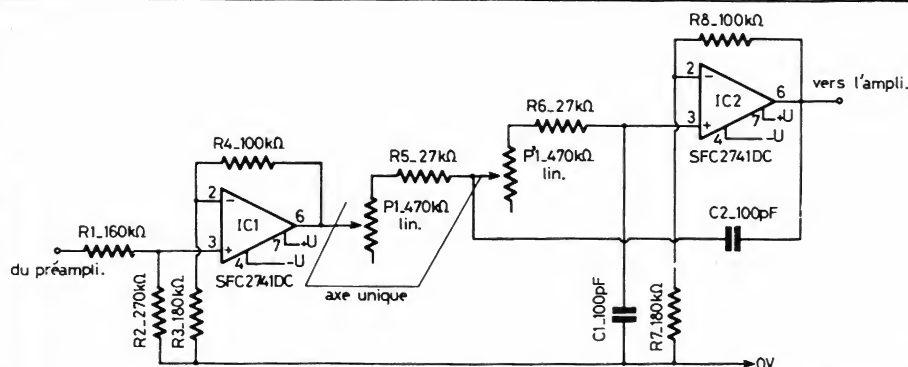 R8_100kΩ
2
−
6
vers l'ampli.
IC2
R6_27kΩ
3
+
7
+U
4
−U
SFC2741DC
P'1_470kΩ
lin.
R4_100kΩ
R5_27kΩ
2
−
6
IC1
P1_470kΩ
lin.
C2_100pF
R1_160kΩ
3
+
7
+U
4
−U
SFC2741DC
du préampli.
axe unique
R2_270kΩ
R3_180kΩ
C1_100pF
R7_180kΩ
0V